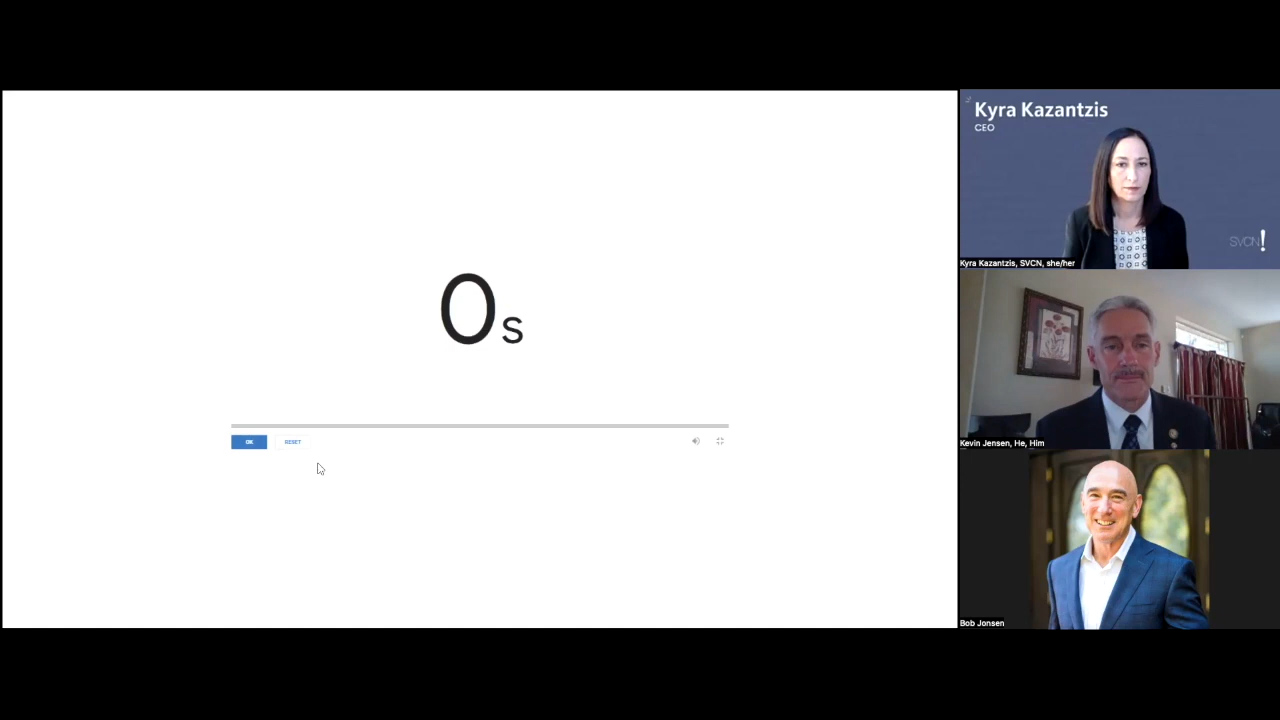 0s
OK
RESET
Kyra Kazantzis
CEO
SVCN!
Kyra Kazantzis, SVCN, she/her
Kevin Jensen, He, Him
Bob Jonsen